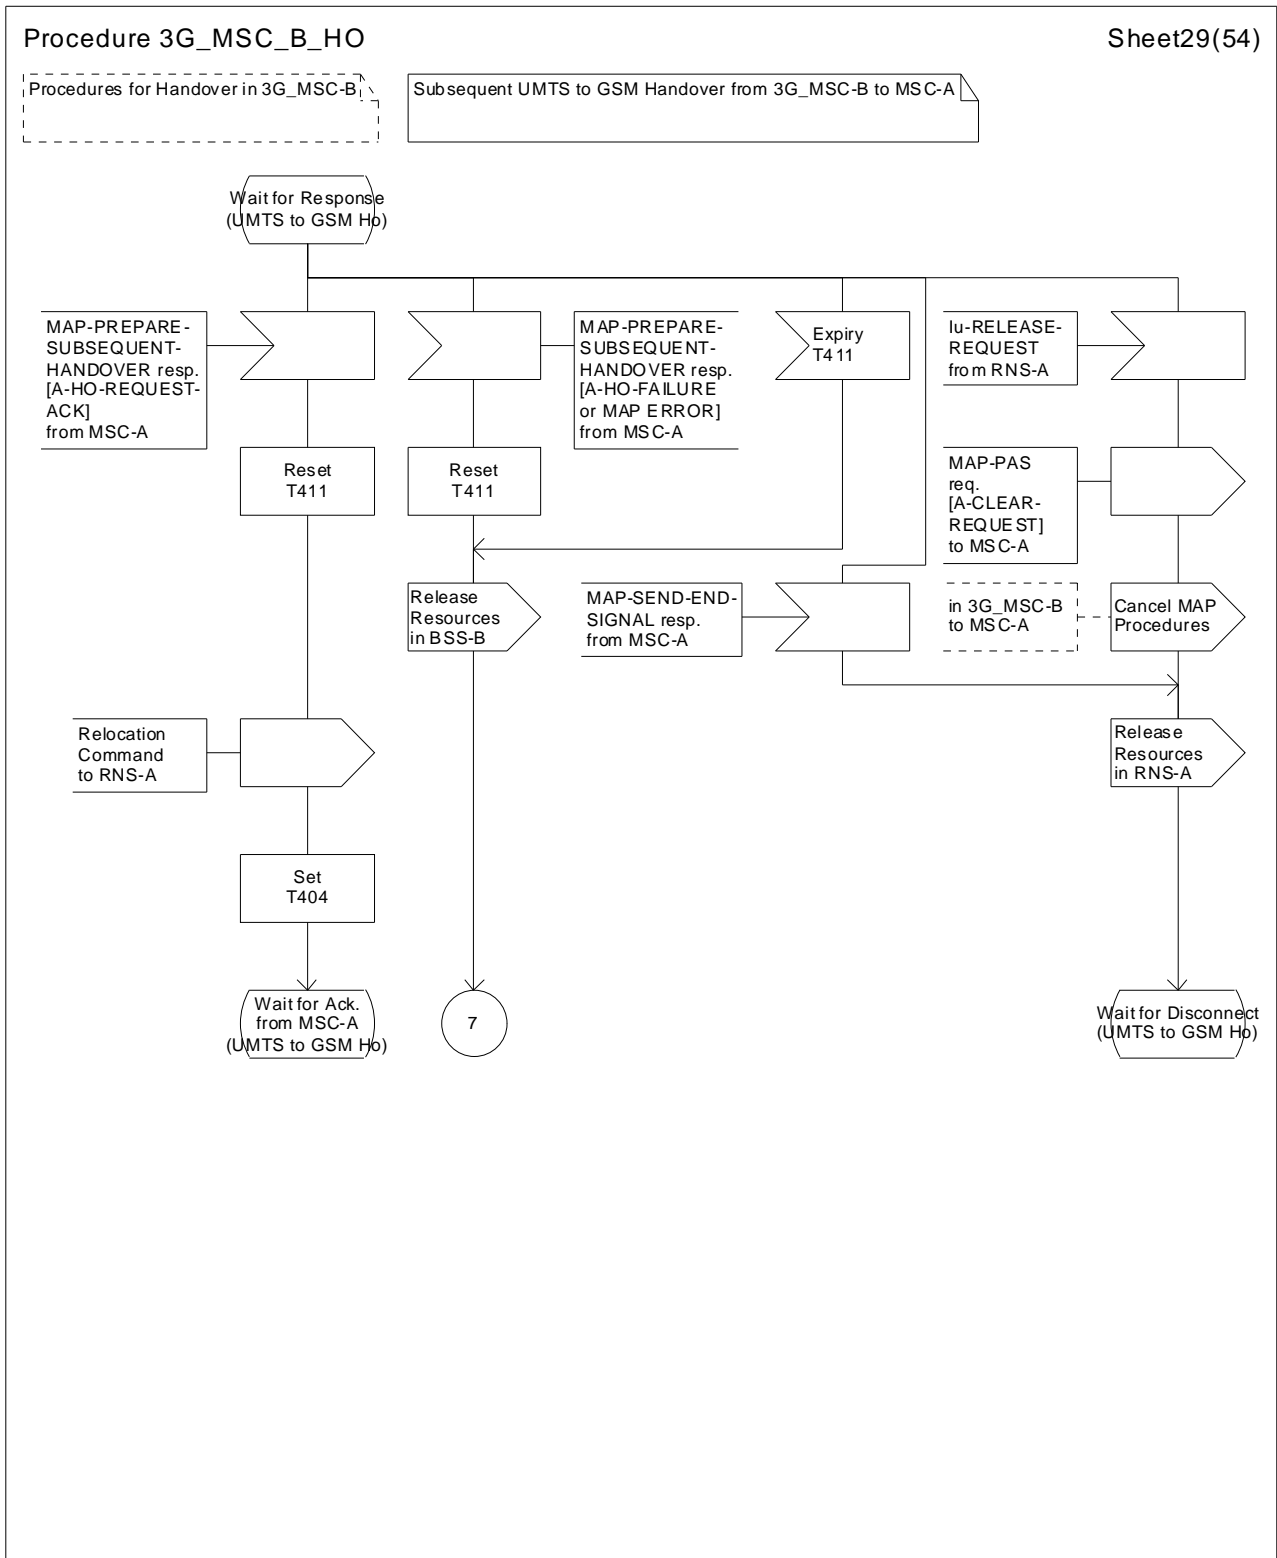 Procedure 3G_MSC_B_HO
Sheet29(54)
Procedures for Handover in 3G_MSC-B
Subsequent UMTS to GSM Handover from 3G_MSC-B to MSC-A
Wait for Response
(UMTS to GSM Ho)
MAP-PREPARE-
SUBSEQUENT-
HANDOVER resp.
[A-HO-REQUEST-
ACK]
from MSC-A
MAP-PREPARE-
SUBSEQUENT-
HANDOVER resp.
[A-HO-FAILURE
or MAP ERROR]
from MSC-A
Expiry
T411
Iu-RELEASE-
REQUEST
from RNS-A
Reset
T411
Reset
T411
MAP-PAS
req.
[A-CLEAR-
REQUEST]
to MSC-A
Release
Resources
in BSS-B
MAP-SEND-END-
SIGNAL resp.
from MSC-A
in 3G_MSC-B
to MSC-A
Cancel MAP
Procedures
Relocation
Command
to RNS-A
Release
Resources
in RNS-A
Set
T404
Wait for Ack.
from MSC-A
(UMTS to GSM Ho)
7
Wait for Disconnect
(UMTS to GSM Ho)